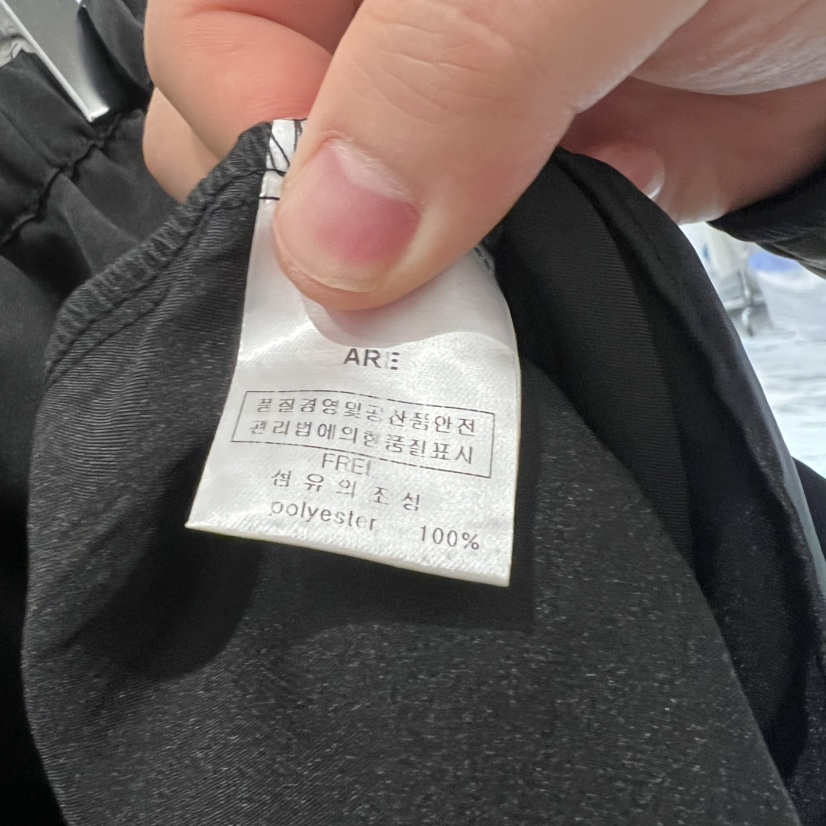 ARE
품질경영및공산품안전
관리법에의한품질표시
FREE
섬유의조성
polyester 100%